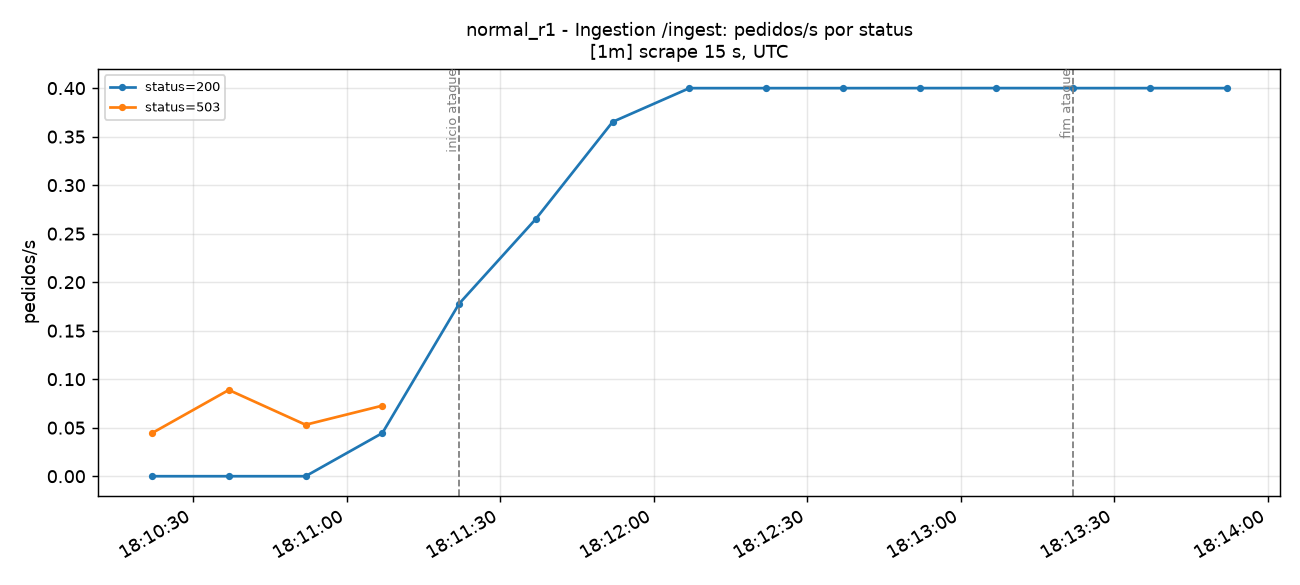 normal_r1 - Ingestion /ingest: pedidos/s por status
[1m] scrape 15 s, UTC
status=200
status=503
inicio ataque
fim ataque
pedidos/s
0.40
0.35
0.30
0.25
0.20
0.15
0.10
0.05
0.00
18:10:30
18:11:00
18:11:30
18:12:00
18:12:30
18:13:00
18:13:30
18:14:00